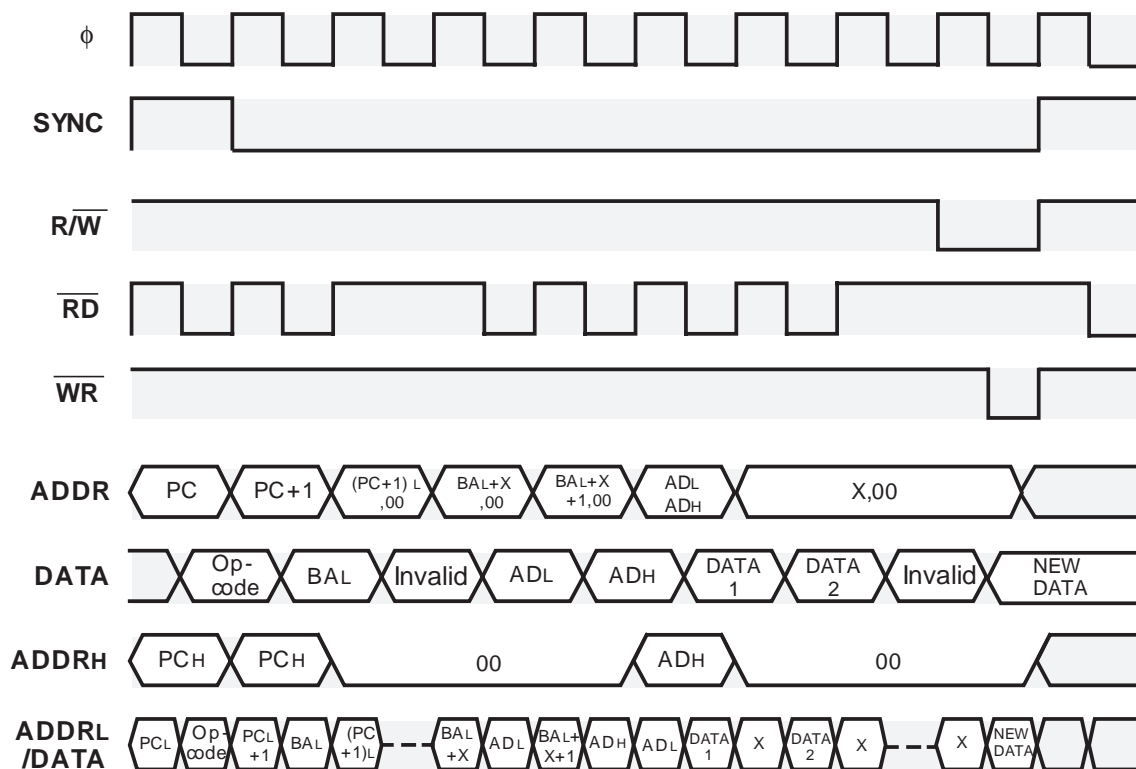 ϕ
SYNC
R/W
RD
WR
ADDR
PC
PC+1
(PC+1) L
,00
BAL+X
,00
BAL+X
+1,00
ADL
ADH
X,00
DATA
Op-
code
BAL
Invalid
ADL
ADH
DATA
1
DATA
2
Invalid
NEW
DATA
ADDRH
PCH
PCH
00
ADH
00
ADDRL
/DATA
PCL
Op-
code
PCL
+1
BAL
(PC
+1)L
BAL
+X
ADL
BAL+
X+1
ADH
ADL
DATA
1
X
DATA
2
X
X
NEW
DATA